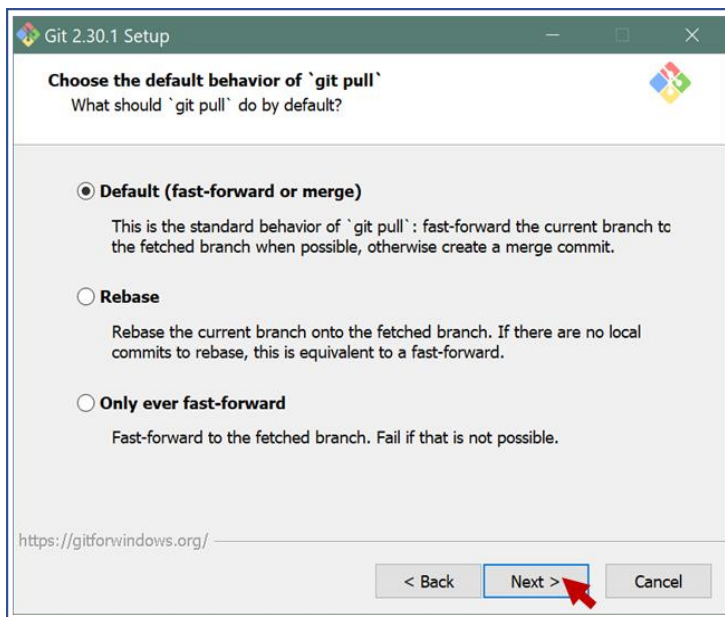 Git 2.30.1 Setup
Choose the default behavior of `git pull`
What should `git pull` do by default?
Default (fast-forward or merge)
This is the standard behavior of `git pull`: fast-forward the current branch to
the fetched branch when possible, otherwise create a merge commit.
Rebase
Rebase the current branch onto the fetched branch. If there are no local
commits to rebase, this is equivalent to a fast-forward.
Only ever fast-forward
Fast-forward to the fetched branch. Fail if that is not possible.
https://gitforwindows.org/
< Back Next > Cancel